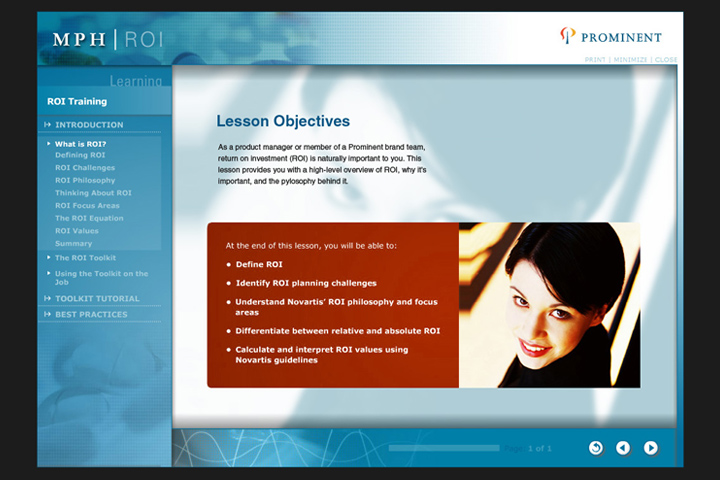 MPH | ROI
PROMINENT
PRINT | MINIMIZE | CLOSE
Learning
ROI Training
INTRODUCTION
What is ROI?
Defining ROI
ROI Challenges
ROI Philosophy
Thinking About ROI
ROI Focus Areas
The ROI Equation
ROI Values
Summary
The ROI Toolkit
Using the Toolkit on the
Job
TOOLKIT TUTORIAL
BEST PRACTICES
Lesson Objectives
As a product manager or member of a Prominent brand team,
return on investment (ROI) is naturally important to you. This
lesson provides you with a high-level overview of ROI, why it's
important, and the pylosophy behind it.
At the end of this lesson, you will be able to:
• Define ROI
• Identify ROI planning challenges
• Understand Novartis' ROI philosophy and focus
areas
• Differentiate between relative and absolute ROI
• Calculate and interpret ROI values using
Novartis guidelines
Page 1 of 1